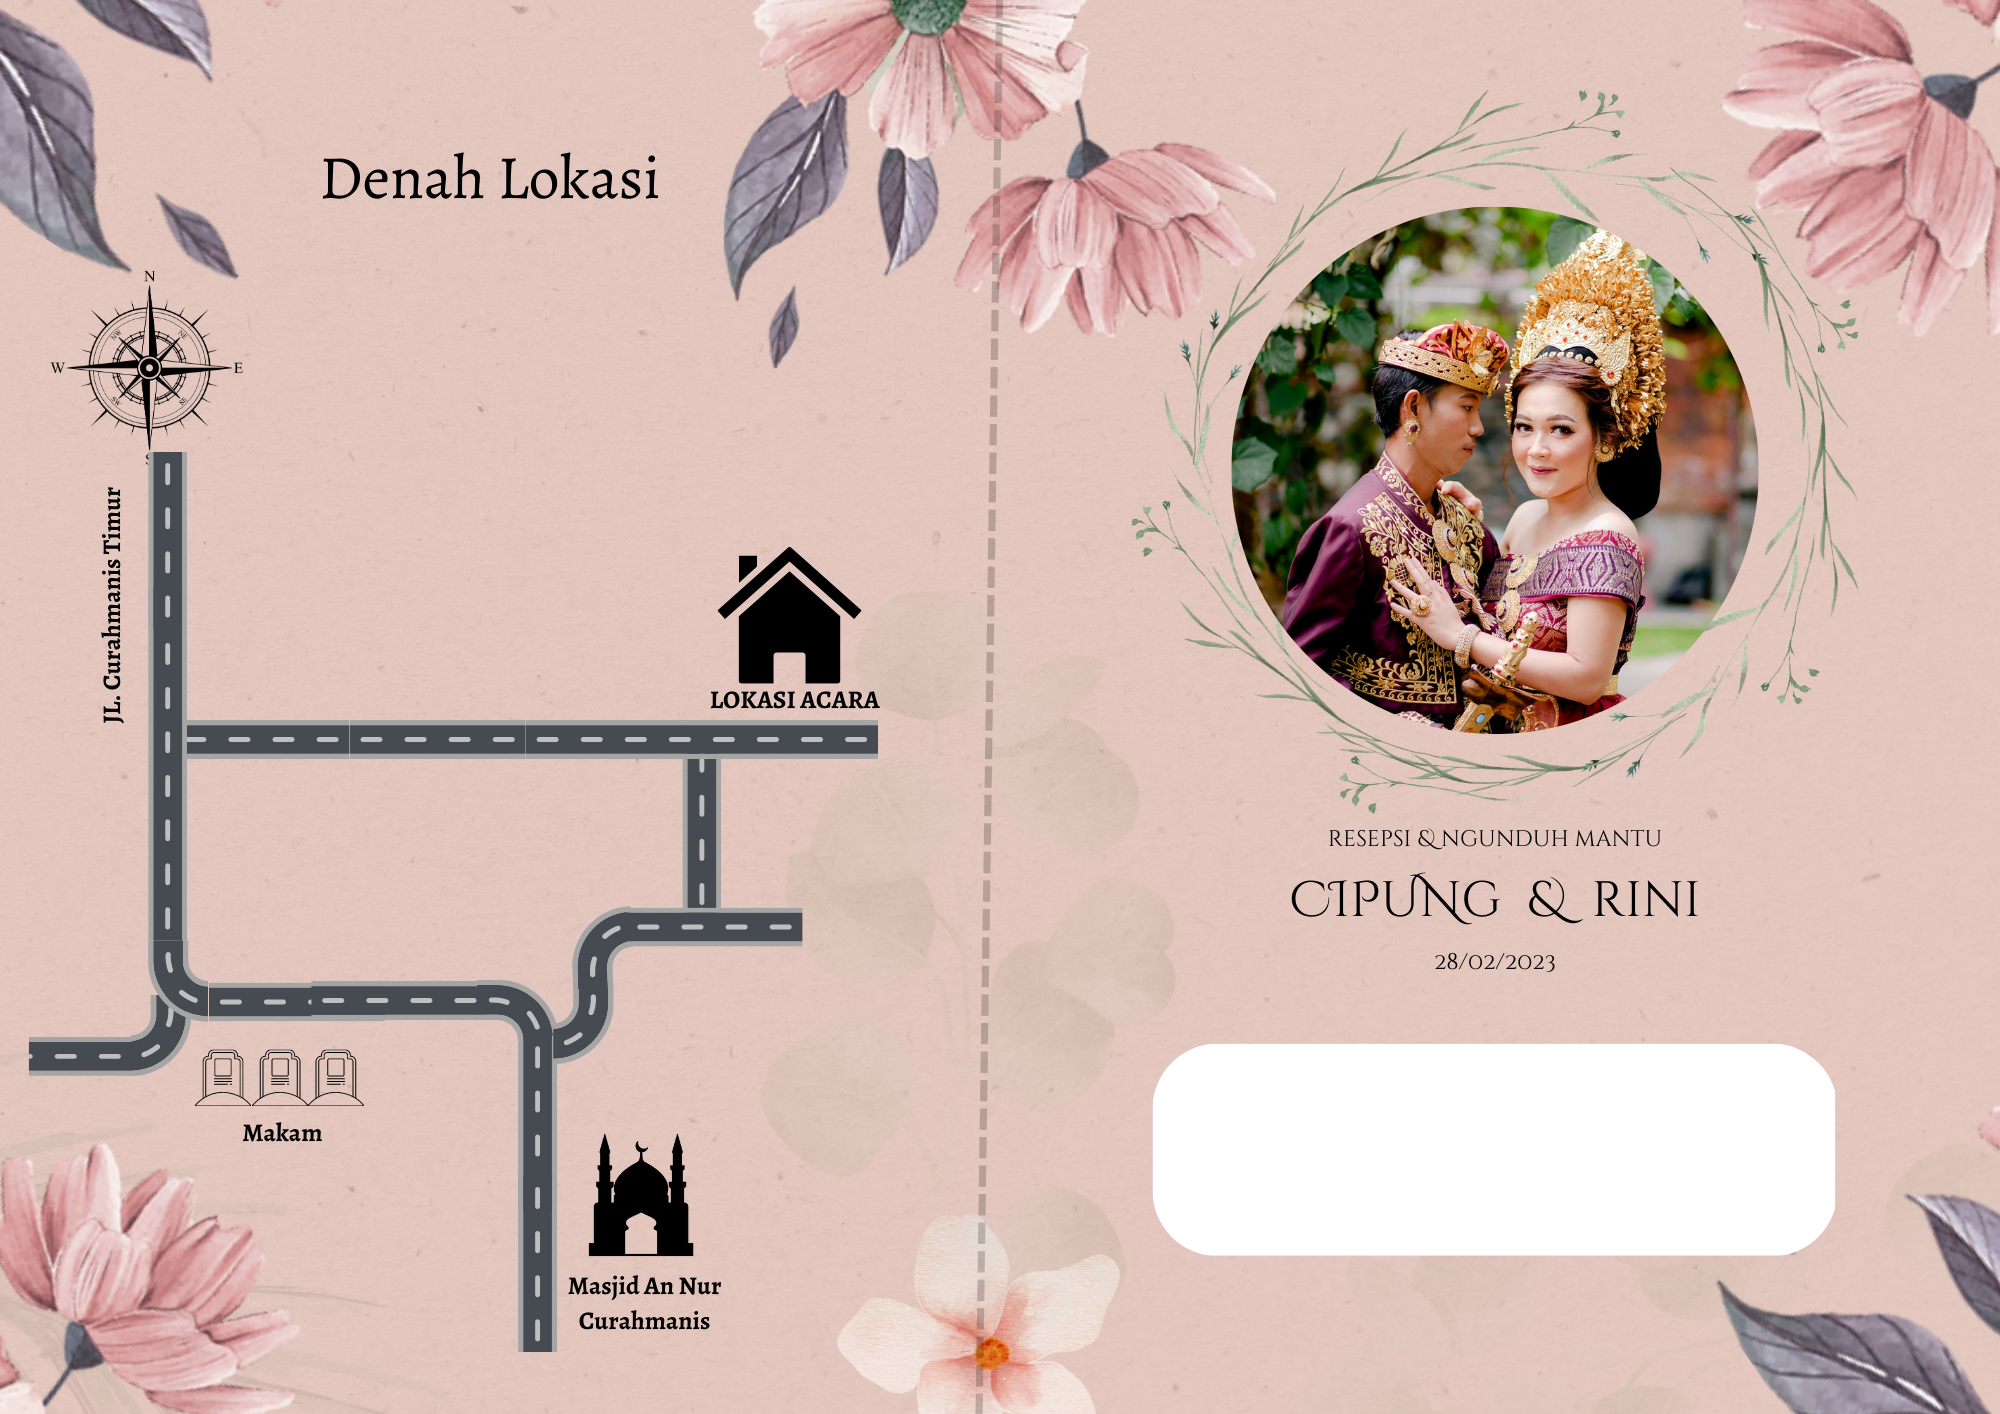 Denah Lokasi
N
W
E
JL. Curahmanis Timur
LOKASI ACARA
Makam
Masjid An Nur
Curahmanis
RESEPSI & NGUNDUH MANTU
CIPUNG & RINI
28/02/2023